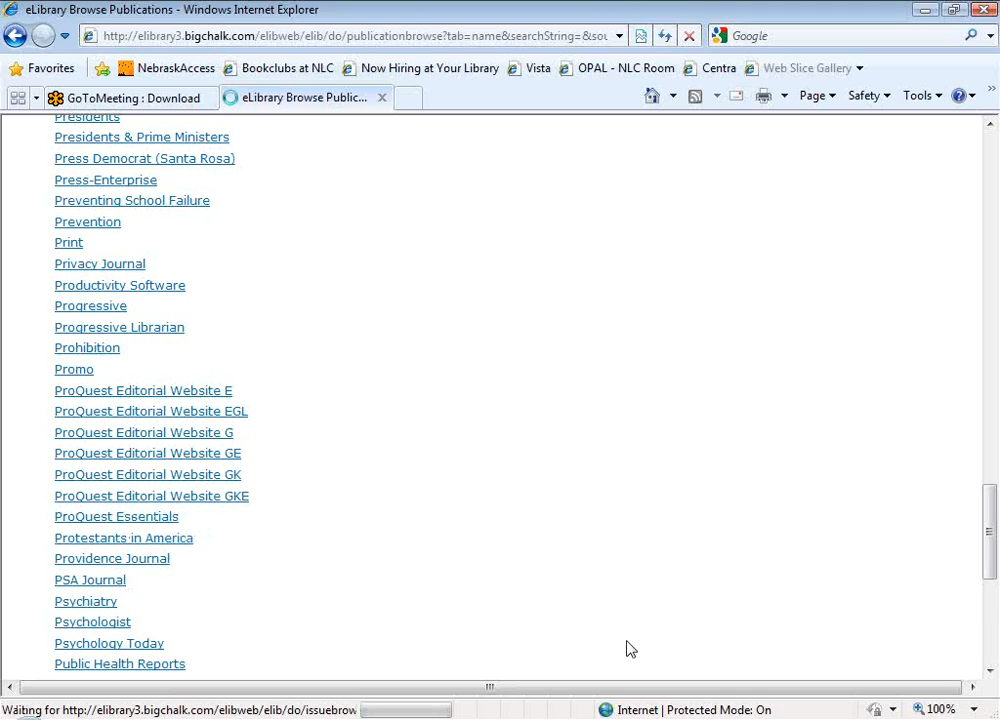 eLibrary Browse Publications - Windows Internet Explorer
http://elibrary3.bigchalk.com/elibweb/elib/do/publicationbrowse?tab=name&searchString=&sou
Google
Favorites NebraskAccess Bookclubs at NLC Now Hiring at Your Library Vista OPAL - NLC Room Centra Web Slice Gallery
GoToMeeting : Download eLibrary Browse Public... Page Safety Tools
Presidents
Presidents & Prime Ministers
Press Democrat (Santa Rosa)
Press-Enterprise
Preventing School Failure
Prevention
Print
Privacy Journal
Productivity Software
Progressive
Progressive Librarian
Prohibition
Promo
ProQuest Editorial Website E
ProQuest Editorial Website EGL
ProQuest Editorial Website G
ProQuest Editorial Website GE
ProQuest Editorial Website GK
ProQuest Editorial Website GKE
ProQuest Essentials
Protestants in America
Providence Journal
PSA Journal
Psychiatry
Psychologist
Psychology Today
Public Health Reports
Waiting for http://elibrary3.bigchalk.com/elibweb/elib/do/issuebrow Internet | Protected Mode: On 100%